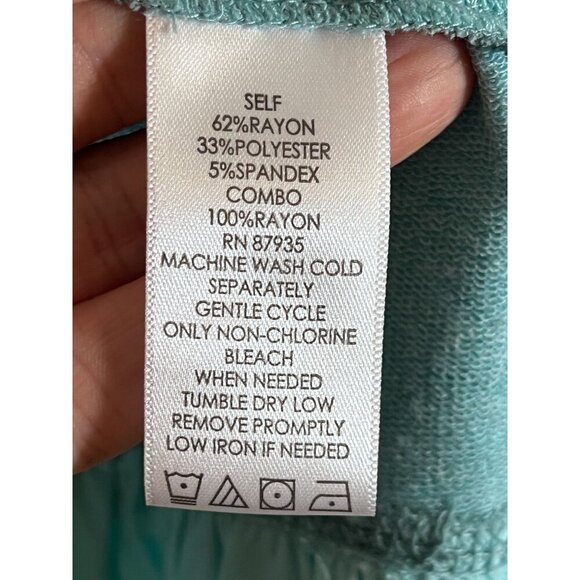 SELF
62%RAYON
33%POLYESTER
5%SPANDEX
COMBO
100%RAYON
RN 87935
MACHINE WASH COLD
SEPARATELY
GENTLE CYCLE
ONLY NON-CHLORINE
BLEACH
WHEN NEEDED
TUMBLE DRY LOW
REMOVE PROMPTLY
LOW IRON IF NEEDED